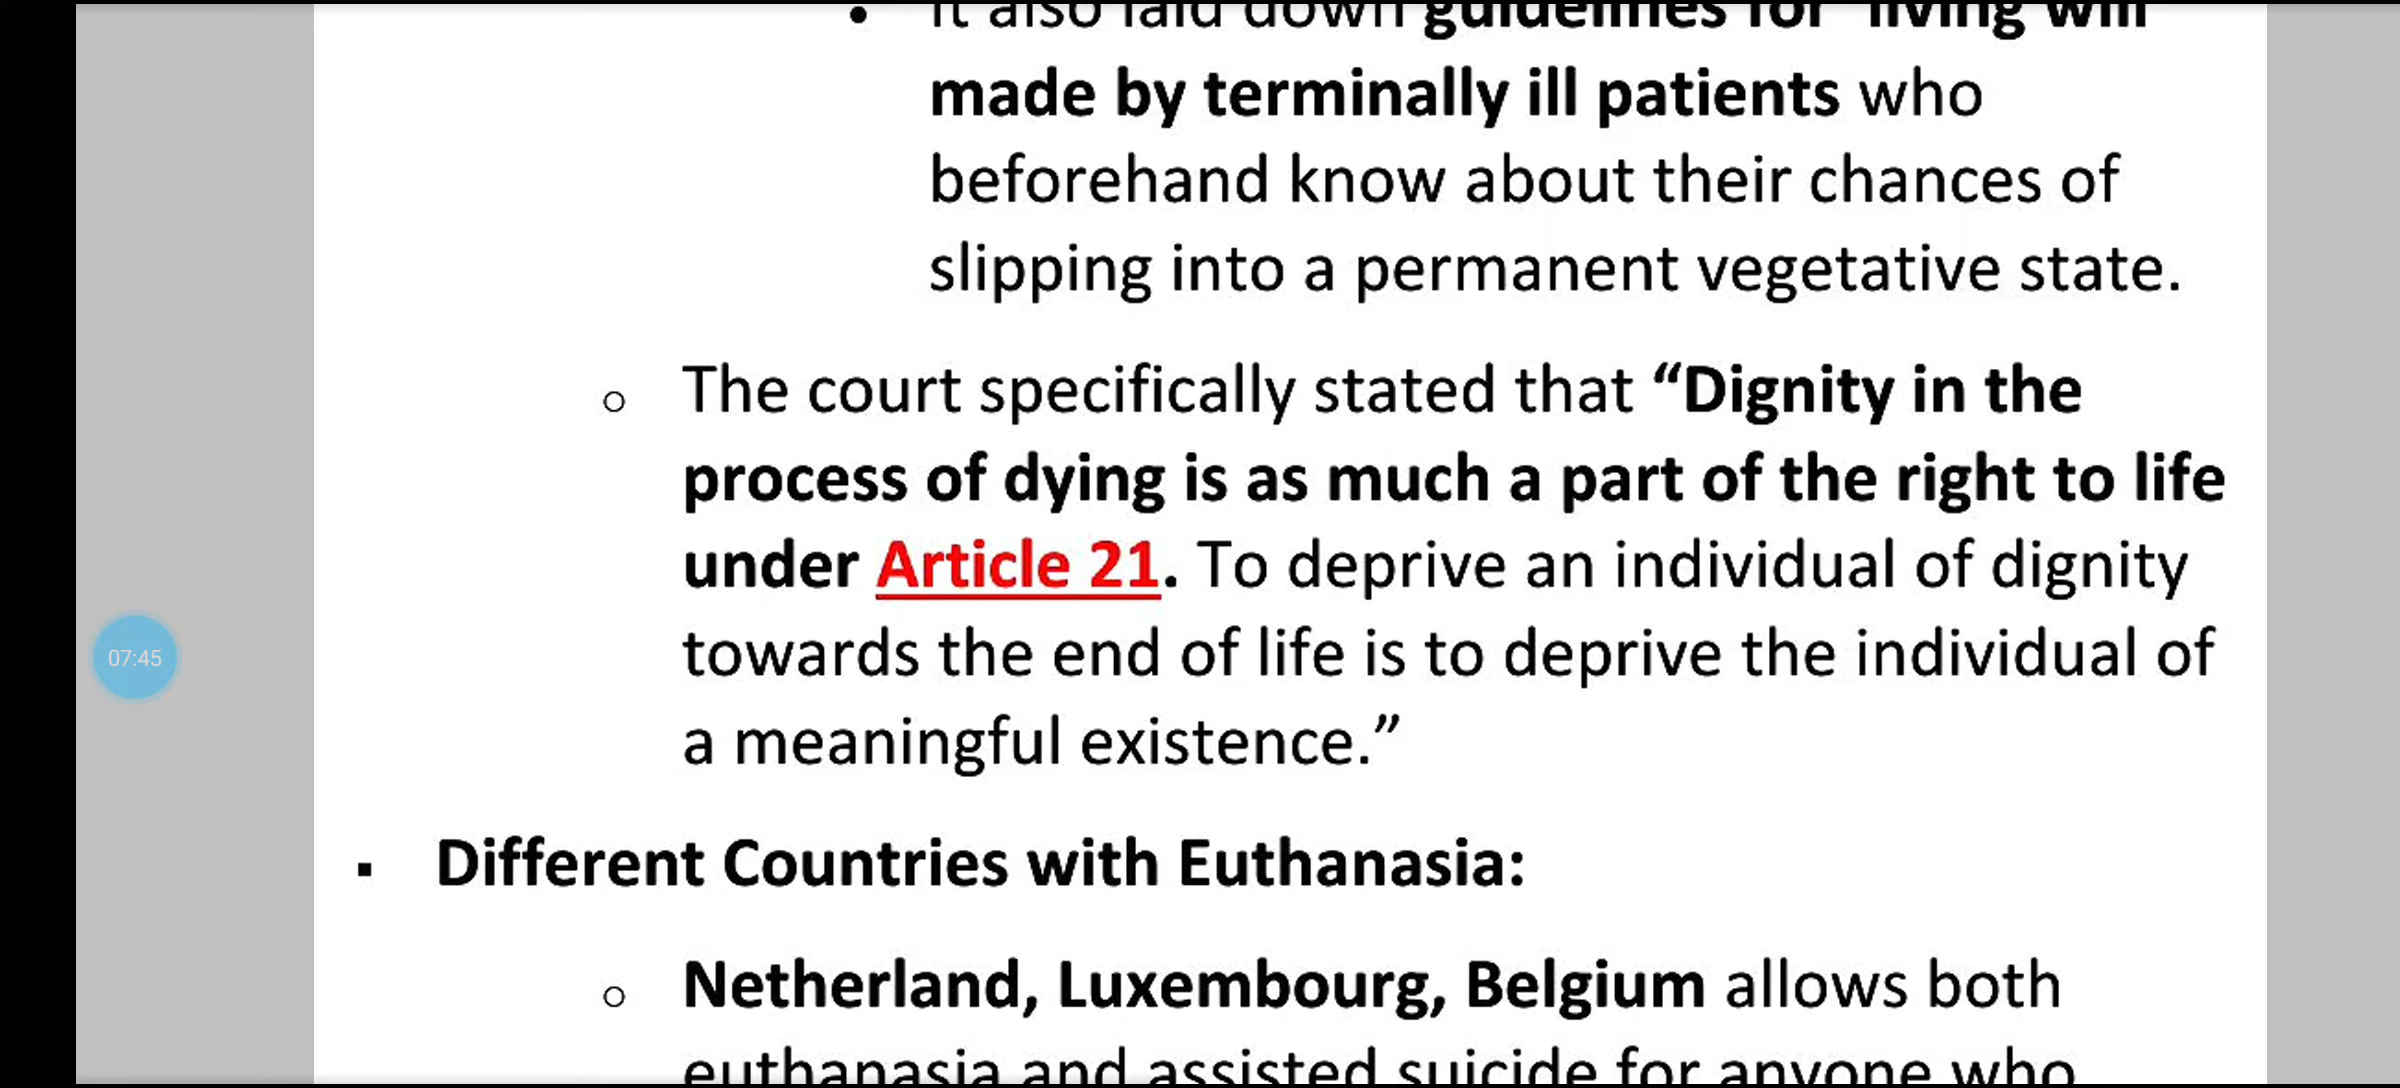 • It also laid down guidelines for 'living will'
made by terminally ill patients who
beforehand know about their chances of
slipping into a permanent vegetative state.
o The court specifically stated that “Dignity in the
process of dying is as much a part of the right to life
under Article 21. To deprive an individual of dignity
towards the end of life is to deprive the individual of
a meaningful existence.”
07:45
▪ Different Countries with Euthanasia:
o Netherland, Luxembourg, Belgium allows both
euthanasia and assisted suicide for anyone who